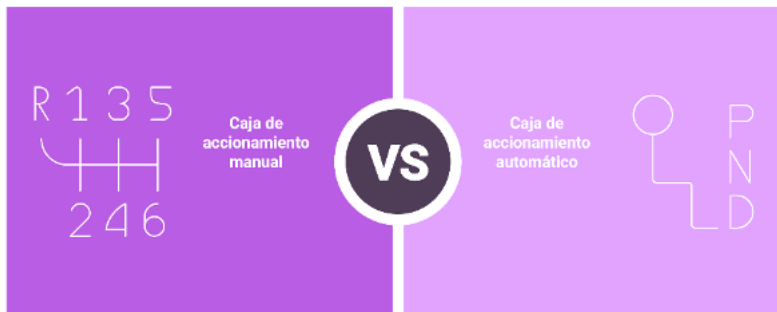 R 1 3 5
2 4 6
Caja de
accionamiento
manual
VS
Caja de
accionamiento
automático
P
N
D